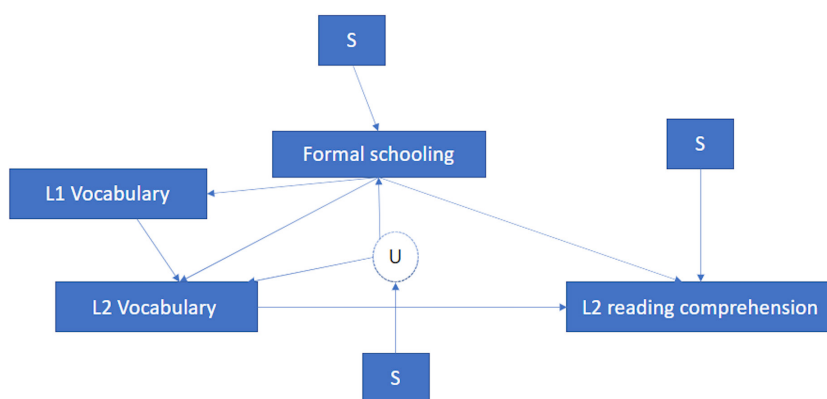 S
Formal schooling
S
L1 Vocabulary
U
L2 Vocabulary
L2 reading comprehension
S